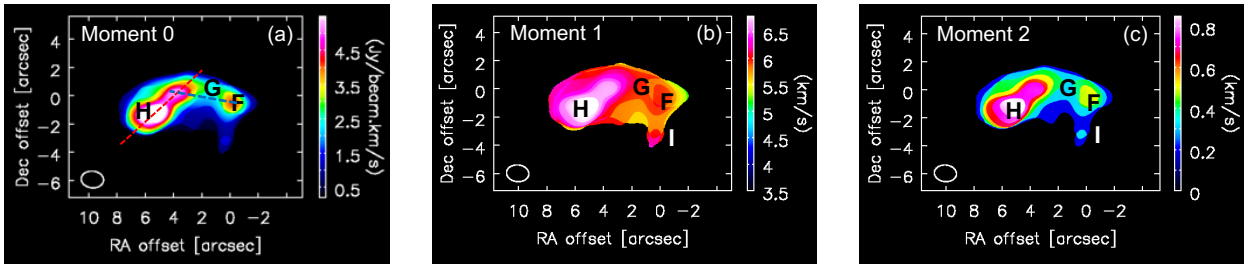 Moment 0 (a)
H
G
F
4
2
0
−2
−4
−6
Dec offset [arcsec]
10 8 6 4 2 0 −2
RA offset [arcsec]
4.5
3.5
2.5
1.5
0.5
(Jy/beam.km/s)
Moment 1 (b)
H
G
F
I
4
2
0
−2
−4
−6
Dec offset [arcsec]
10 8 6 4 2 0 −2
RA offset [arcsec]
6.5
6
5.5
5
4.5
4
3.5
(km/s)
Moment 2 (c)
H
G
F
I
4
2
0
−2
−4
−6
Dec offset [arcsec]
10 8 6 4 2 0 −2
RA offset [arcsec]
0.8
0.6
0.4
0.2
0
(km/s)